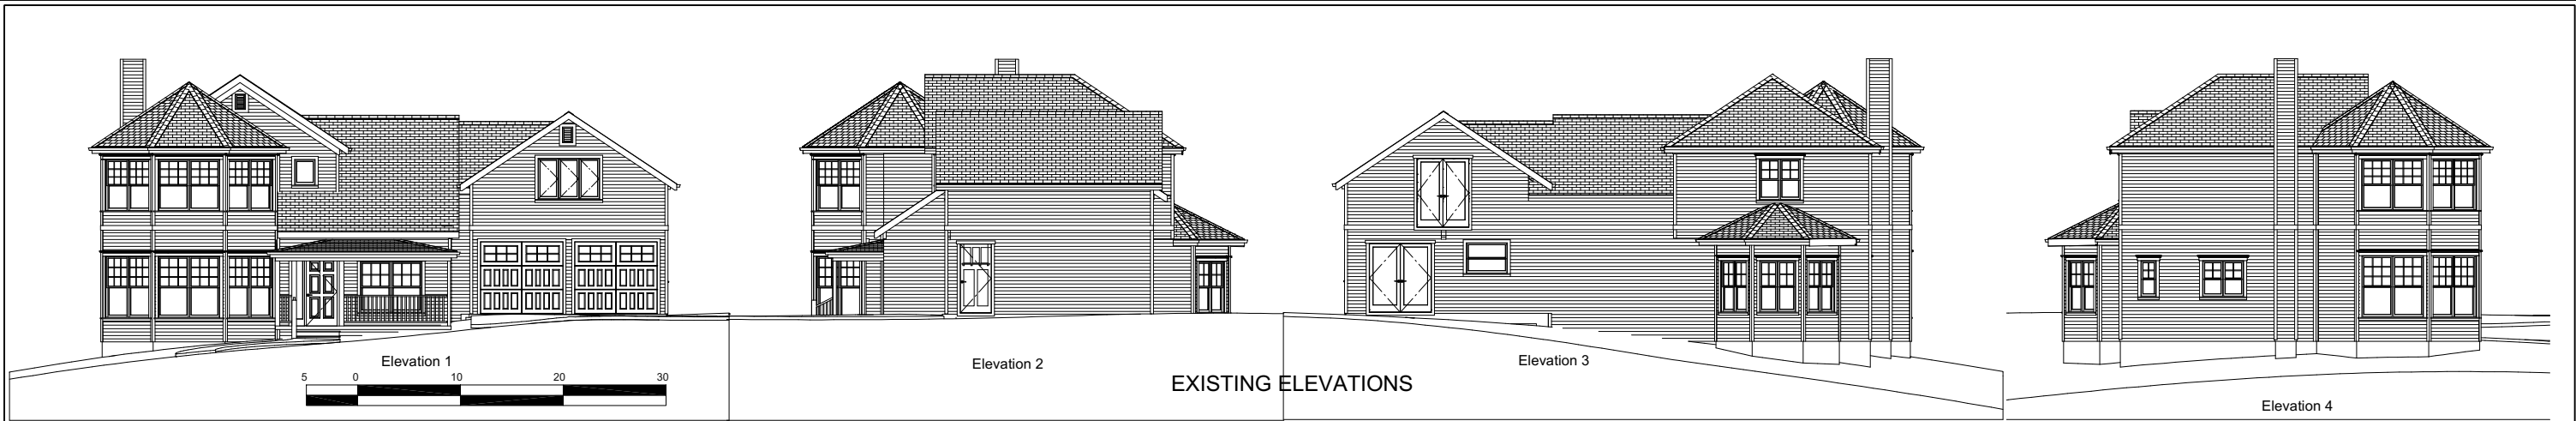 Elevation 1
5 0 10 20 30
Elevation 2
EXISTING ELEVATIONS
Elevation 3
Elevation 4